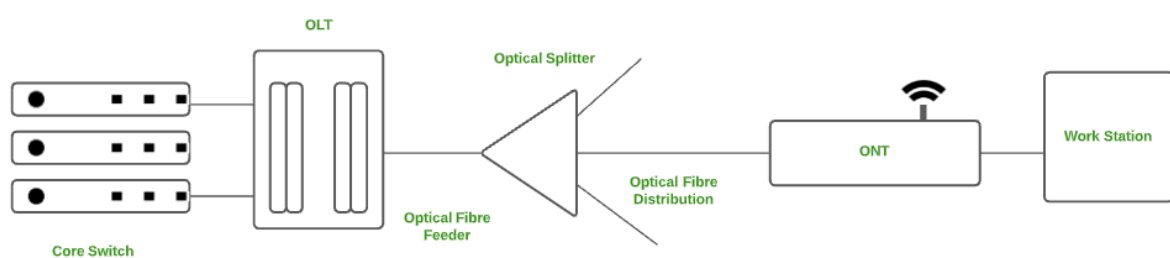 OLT
Optical Splitter
Work Station
ONT
Optical Fibre
Distribution
Optical Fibre
Feeder
Core Switch